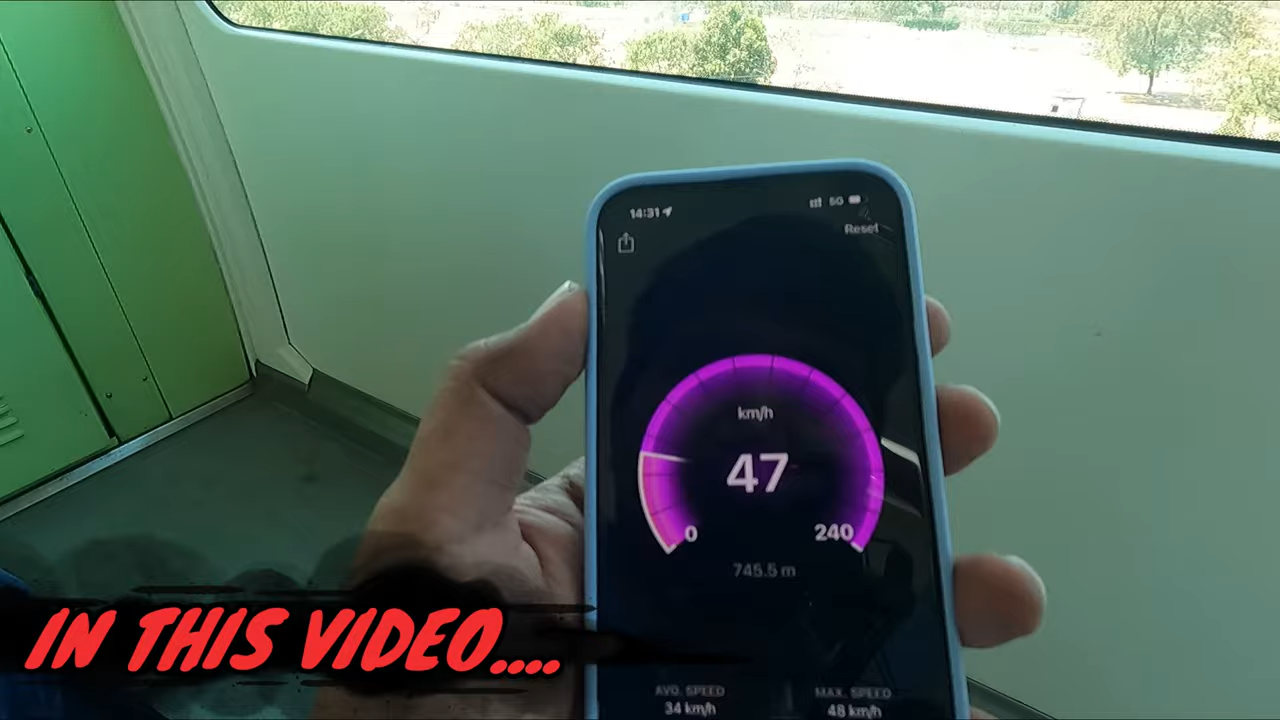 14:31
5G
Reset
km/h
47
0
240
745.5 m
AVG. SPEED
MAX. SPEED
34 km/h
48 km/h
IN THIS VIDEO....